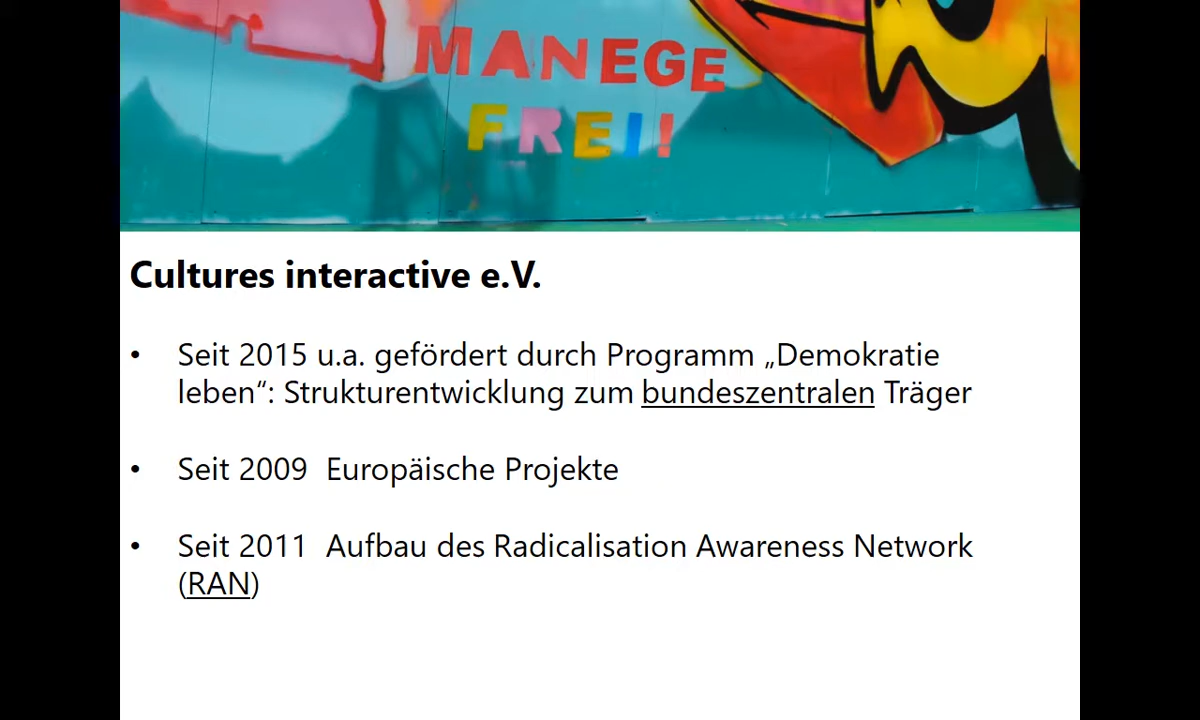 MANEGE
FREI!
Cultures interactive e.V.
• Seit 2015 u.a. gefördert durch Programm „Demokratie
leben“: Strukturentwicklung zum bundeszentralen Träger
• Seit 2009 Europäische Projekte
• Seit 2011 Aufbau des Radicalisation Awareness Network
(RAN)